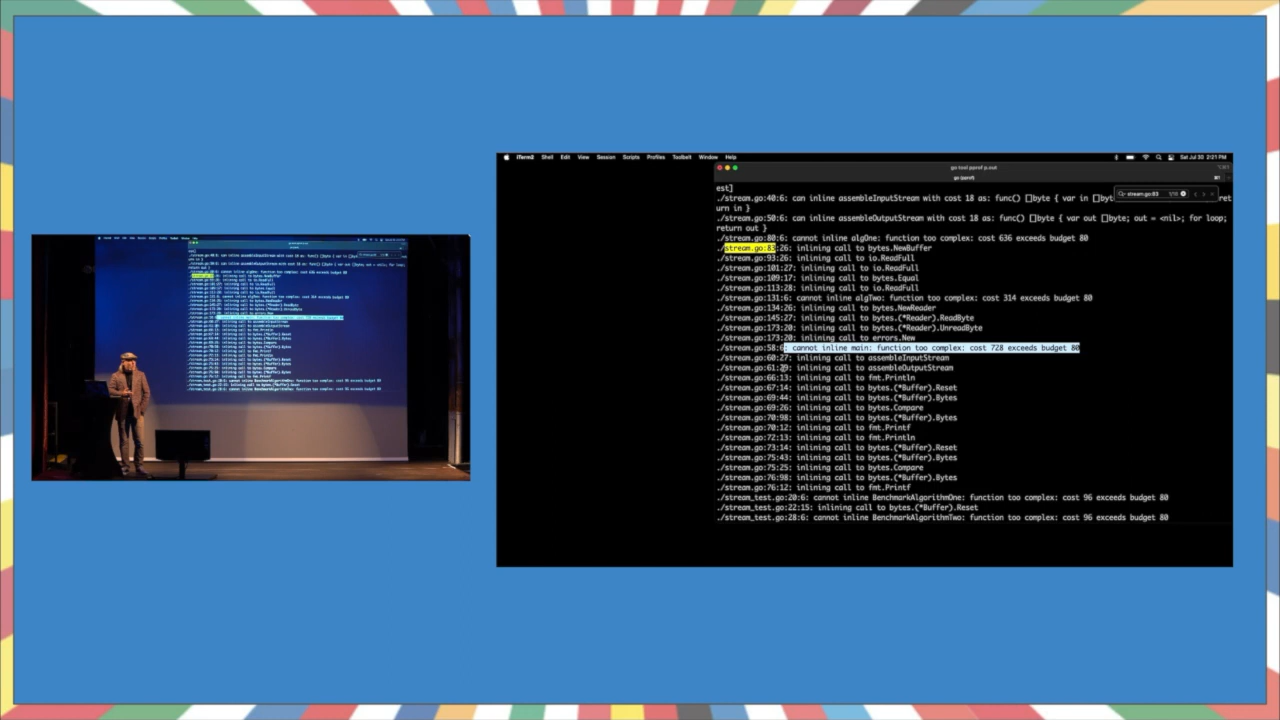 iTerm2 Shell Edit View Session Scripts Profiles Toolbelt Window Help Sat Jul 30 2:21 PM
go tool pprof p.out
go (pprof)
est]
stream.go:83 1/16
./stream.go:40:6: can inline assembleInputStream with cost 18 as: func() []byte { var in []byt ret
urn in }
./stream.go:50:6: can inline assembleOutputStream with cost 18 as: func() []byte { var out []byte; out = <nil>; for loop;
return out }
./stream.go:80:6: cannot inline algOne: function too complex: cost 636 exceeds budget 80
./stream.go:83:26: inlining call to bytes.NewBuffer
./stream.go:93:26: inlining call to io.ReadFull
./stream.go:101:27: inlining call to io.ReadFull
./stream.go:109:17: inlining call to bytes.Equal
./stream.go:113:28: inlining call to io.ReadFull
./stream.go:131:6: cannot inline algTwo: function too complex: cost 314 exceeds budget 80
./stream.go:134:26: inlining call to bytes.NewReader
./stream.go:145:27: inlining call to bytes.(*Reader).ReadByte
./stream.go:173:20: inlining call to bytes.(*Reader).UnreadByte
./stream.go:173:20: inlining call to errors.New
./stream.go:58:6: cannot inline main: function too complex: cost 728 exceeds budget 80
./stream.go:60:27: inlining call to assembleInputStream
./stream.go:61:29: inlining call to assembleOutputStream
./stream.go:66:13: inlining call to fmt.Println
./stream.go:67:14: inlining call to bytes.(*Buffer).Reset
./stream.go:69:44: inlining call to bytes.(*Buffer).Bytes
./stream.go:69:26: inlining call to bytes.Compare
./stream.go:70:98: inlining call to bytes.(*Buffer).Bytes
./stream.go:70:12: inlining call to fmt.Printf
./stream.go:72:13: inlining call to fmt.Println
./stream.go:73:14: inlining call to bytes.(*Buffer).Reset
./stream.go:75:43: inlining call to bytes.(*Buffer).Bytes
./stream.go:75:25: inlining call to bytes.Compare
./stream.go:76:98: inlining call to bytes.(*Buffer).Bytes
./stream.go:76:12: inlining call to fmt.Printf
./stream_test.go:20:6: cannot inline BenchmarkAlgorithmOne: function too complex: cost 96 exceeds budget 80
./stream_test.go:22:15: inlining call to bytes.(*Buffer).Reset
./stream_test.go:28:6: cannot inline BenchmarkAlgorithmTwo: function too complex: cost 96 exceeds budget 80